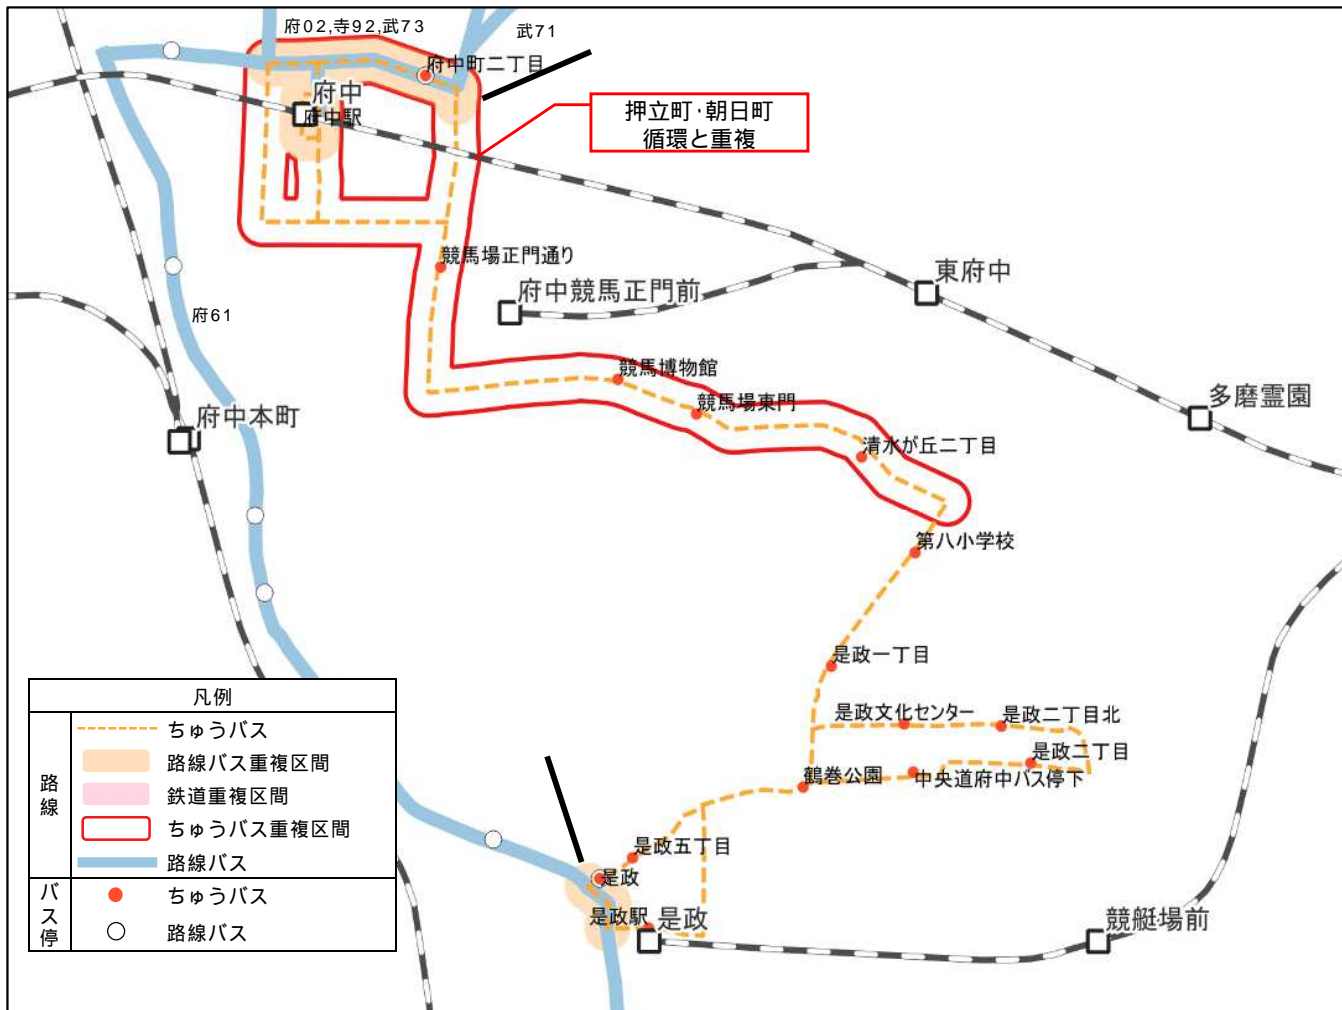 府02,寺92,武73
武71
府中町二丁目
府中
府中駅
押立町・朝日町
循環と重複
競馬場正門通り
東府中
府中競馬正門前
府61
競馬博物館
多磨霊園
競馬場東門
府中本町
清水が丘二丁目
第八小学校
是政一丁目
凡例
路線
ちゅうバス
路線バス重複区間
鉄道重複区間
ちゅうバス重複区間
路線バス
バス停
ちゅうバス
路線バス
是政文化センター
是政二丁目北
是政二丁目
鶴巻公園
中央道府中バス停下
是政五丁目
是政
是政駅
是政
競艇場前